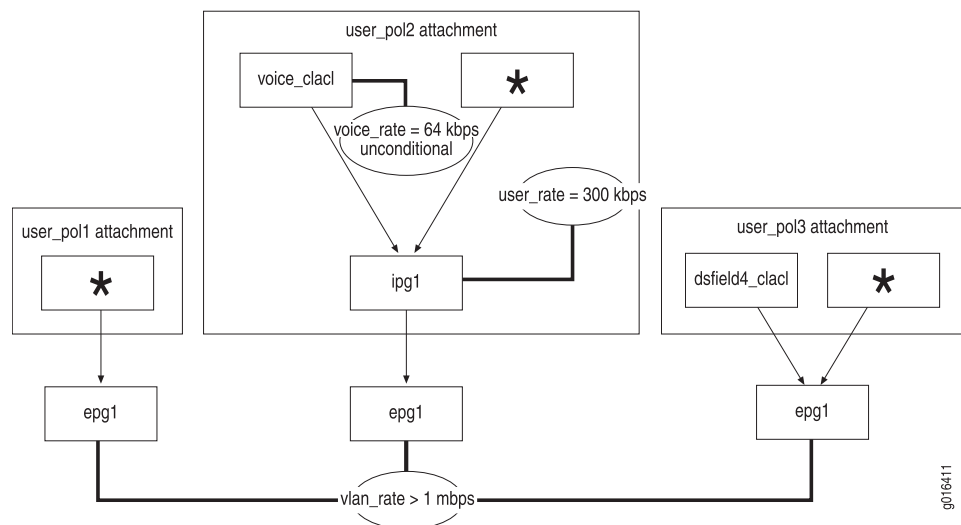 user_pol2 attachment
voice_clacl
*
voice_rate = 64 kbps
unconditional
user_rate = 300 kbps
user_pol1 attachment
*
ipg1
user_pol3 attachment
dsfield4_clacl
*
epg1
epg1
epg1
vlan_rate > 1 mbps
g016411